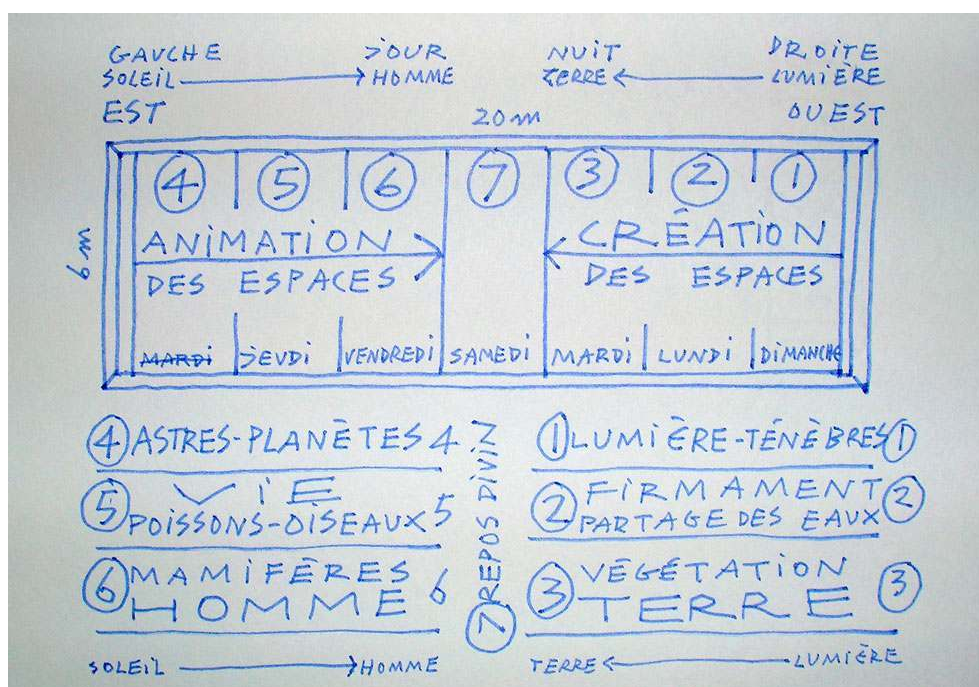 GAUCHE JOUR NUIT DROITE
SOLEIL → HOMME TERRE ← LUMIÈRE
EST 20 m OUEST
6 m
4 5 6 7 3 2 1
ANIMATION CRÉATION
DES ESPACES DES ESPACES
MARDI JEUDI VENDREDI SAMEDI MARDI LUNDI DIMANCHE
4 ASTRES-PLANÈTES 4
5 VIE
POISSONS-OISEAUX 5
6 MAMIFÈRES
HOMME 6
7 REPOS DIVIN
1 LUMIÈRE-TÉNÈBRES 1
2 FIRMAMENT 2
PARTAGE DES EAUX
3 VÉGÉTATION 3
TERRE
SOLEIL → HOMME TERRE ← LUMIÈRE